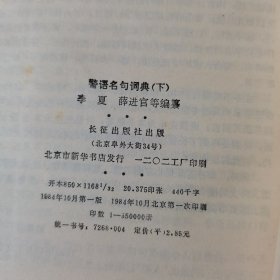 警语名句词典(下)
季夏 薛进官等编纂
* * *
长征出版社出版
(北京阜外大街34号)
北京市新华书店发行 一二〇二工厂印刷
* * *
开本850×1168 1/32 20.375印张 440千字
1984年10月第一版 1984年10月北京第一次印刷
印数 1—150000册
统一书号:7268·004 定价(平)2.85元